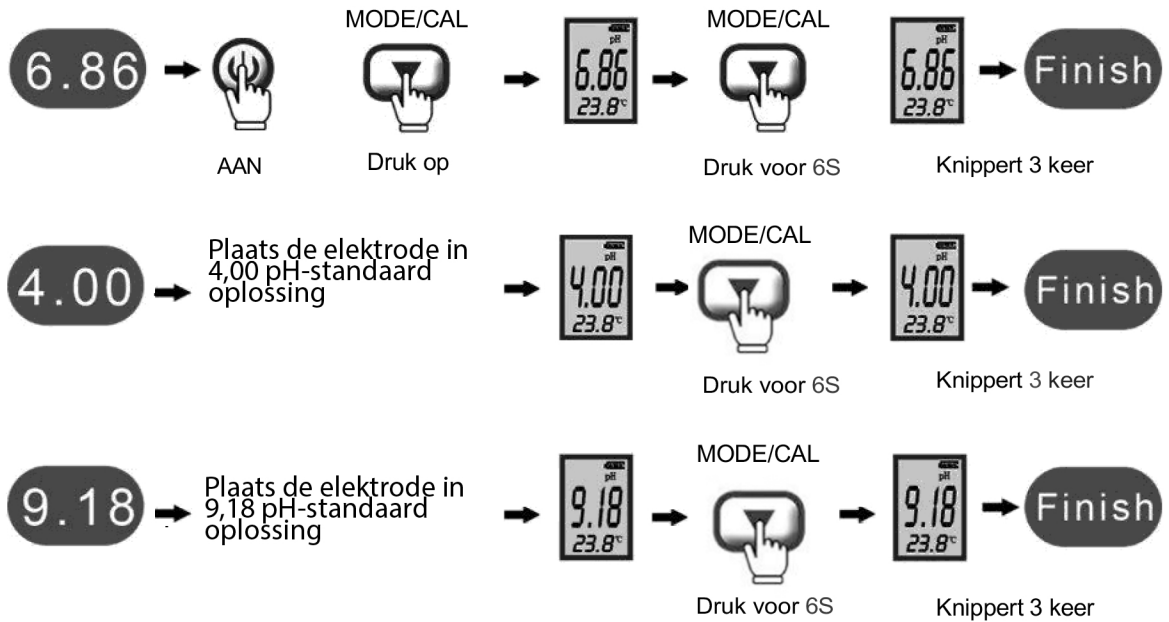 MODE/CAL
MODE/CAL
6.86
pH
6.86
23.8℃
pH
6.86
23.8℃
Finish
AAN
Druk op
Druk voor 6S
Knippert 3 keer
4.00
Plaats de elektrode in
4,00 pH-standaard
oplossing
pH
4.00
23.8℃
MODE/CAL
pH
4.00
23.8℃
Finish
Druk voor 6S
Knippert 3 keer
9.18
Plaats de elektrode in
9,18 pH-standaard
oplossing
pH
9.18
23.8℃
MODE/CAL
pH
9.18
23.8℃
Finish
Druk voor 6S
Knippert 3 keer